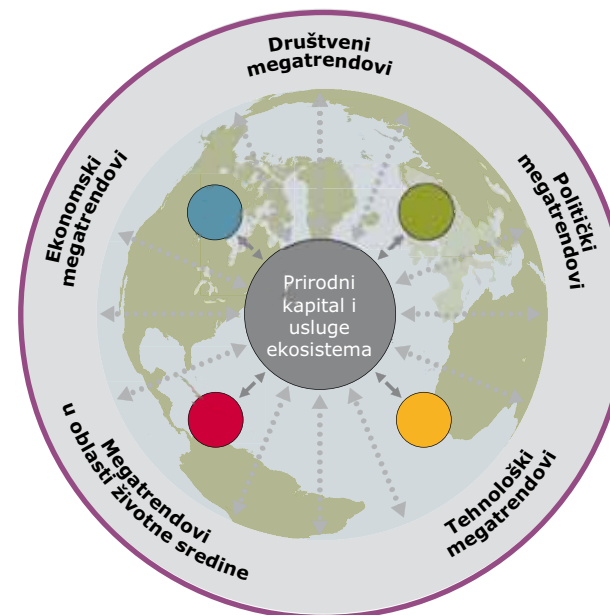 Društveni
megatrendovi
Ekonomski
megatrendovi
Politički
megatrendovi
Prirodni
kapital i
usluge
ekosistema
Megatrendovi
u oblasti životne sredine
Tehnološki
megatrendovi